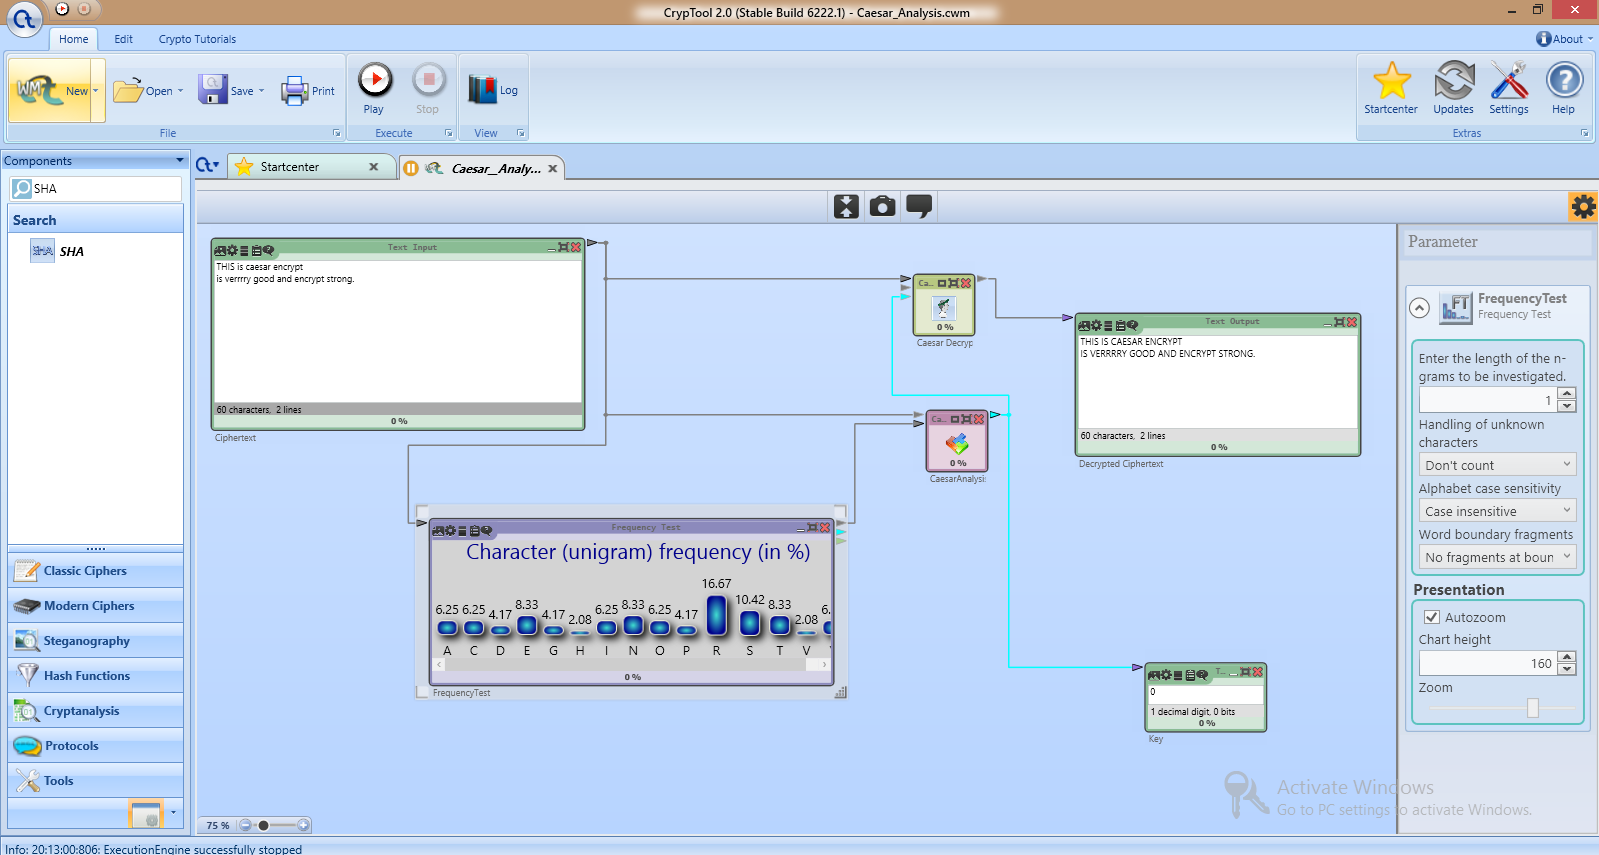 CrypTool 2.0 (Stable Build 6222.1) - Caesar_Analysis.cwm
Home Edit Crypto Tutorials
About
New Open Save Print
Play Stop
Log
Startcenter Updates Settings Help
File Execute View Extras
Components
SHA
Search
SHA
Classic Ciphers
Modern Ciphers
Steganography
Hash Functions
Cryptanalysis
Protocols
Tools
Startcenter
Caesar_Analy...
Text Input
THIS is caesar encrypt
is verrrry good and encrypt strong.
60 characters, 2 lines
0 %
Ciphertext
Ca...
0 %
Caesar Decryp
Text Output
THIS IS CAESAR ENCRYPT
IS VERRRRY GOOD AND ENCRYPT STRONG.
60 characters, 2 lines
0 %
Decrypted Ciphertext
Ca...
0 %
CaesarAnalysis
Frequency Test
Character (unigram) frequency (in %)
6.25 6.25 4.17 8.33 4.17 2.08 6.25 8.33 6.25 4.17 16.67 10.42 8.33 2.08 6.
A C D E G H I N O P R S T V
0 %
FrequencyTest
T...
0
1 decimal digit, 0 bits
0 %
Key
Parameter
FrequencyTest
Frequency Test
Enter the length of the n-
grams to be investigated.
1
Handling of unknown
characters
Don't count
Alphabet case sensitivity
Case insensitive
Word boundary fragments
No fragments at boun
Presentation
Autozoom
Chart height
160
Zoom
Activate Windows
Go to PC settings to activate Windows.
75 %
Info: 20:13:00:806: ExecutionEngine successfully stopped